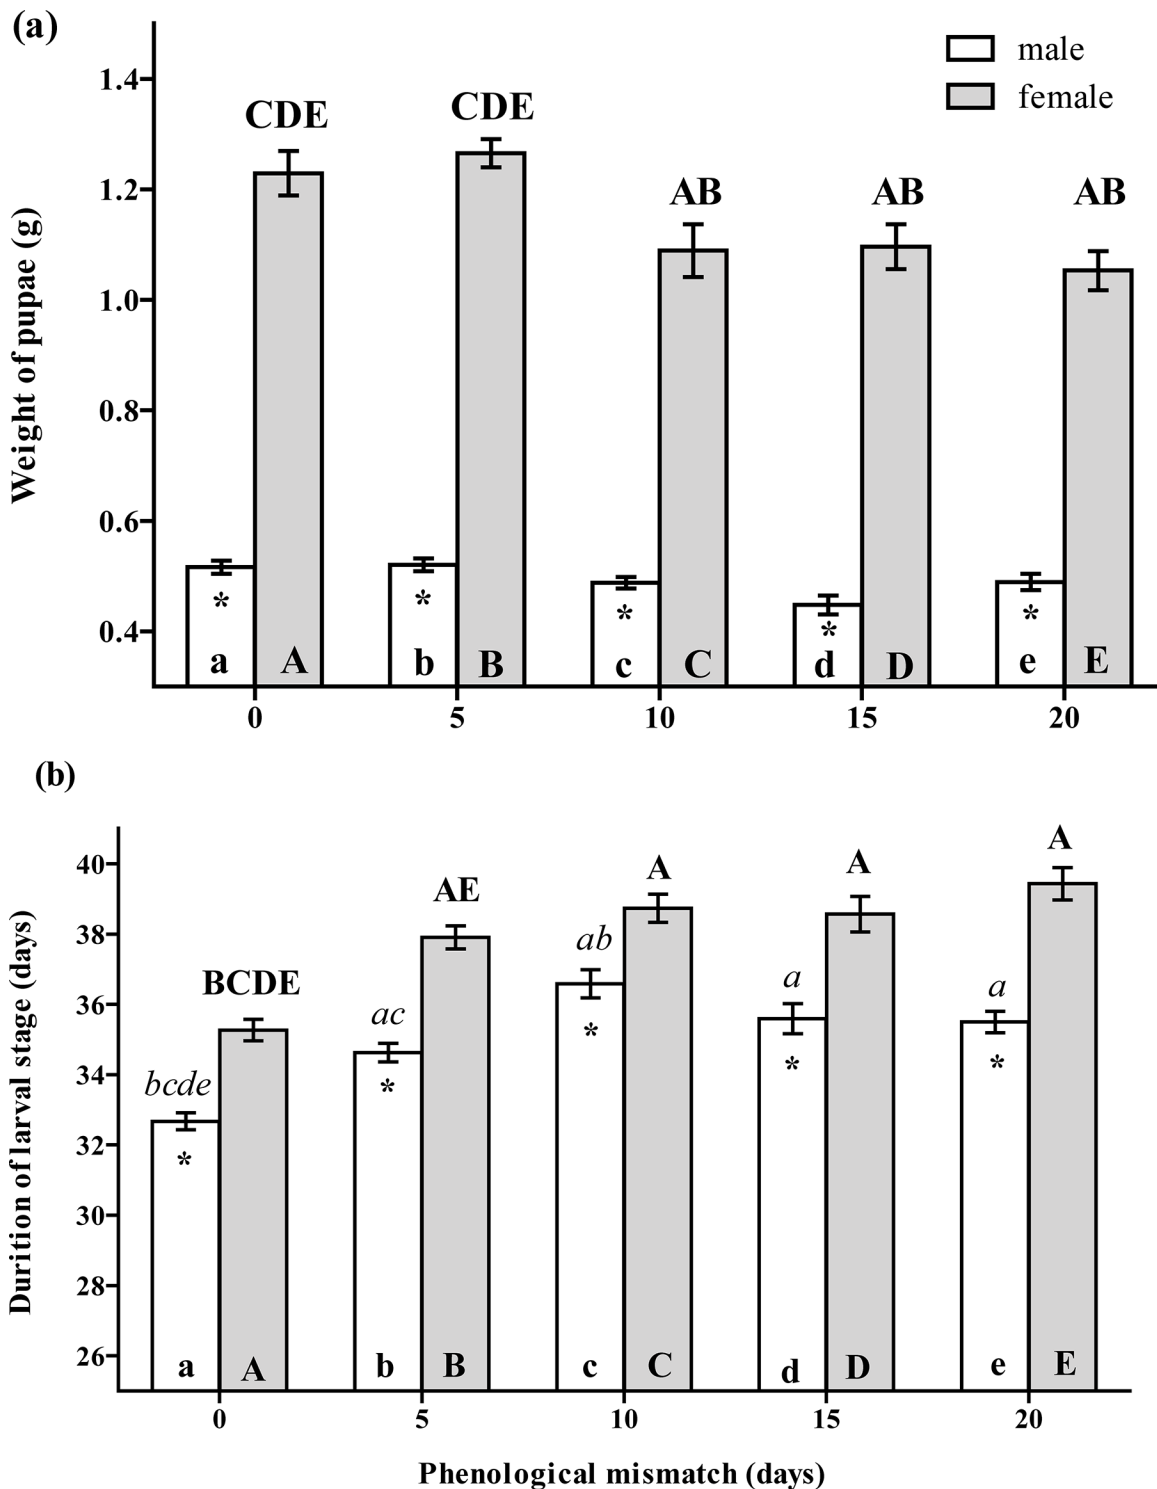 (a)
male
female
Weight of pupae (g)
1.4
1.2
1.0
0.8
0.6
0.4
CDE
CDE
AB
AB
AB
*
*
*
*
*
a A b B c C d D e E
0 5 10 15 20
(b)
Durition of larval stage (days)
40
38
36
34
32
30
28
26
bcde
BCDE
ac
AE
ab
A
a
A
a
A
*
*
*
*
*
a A b B c C d D e E
0 5 10 15 20
Phenological mismatch (days)